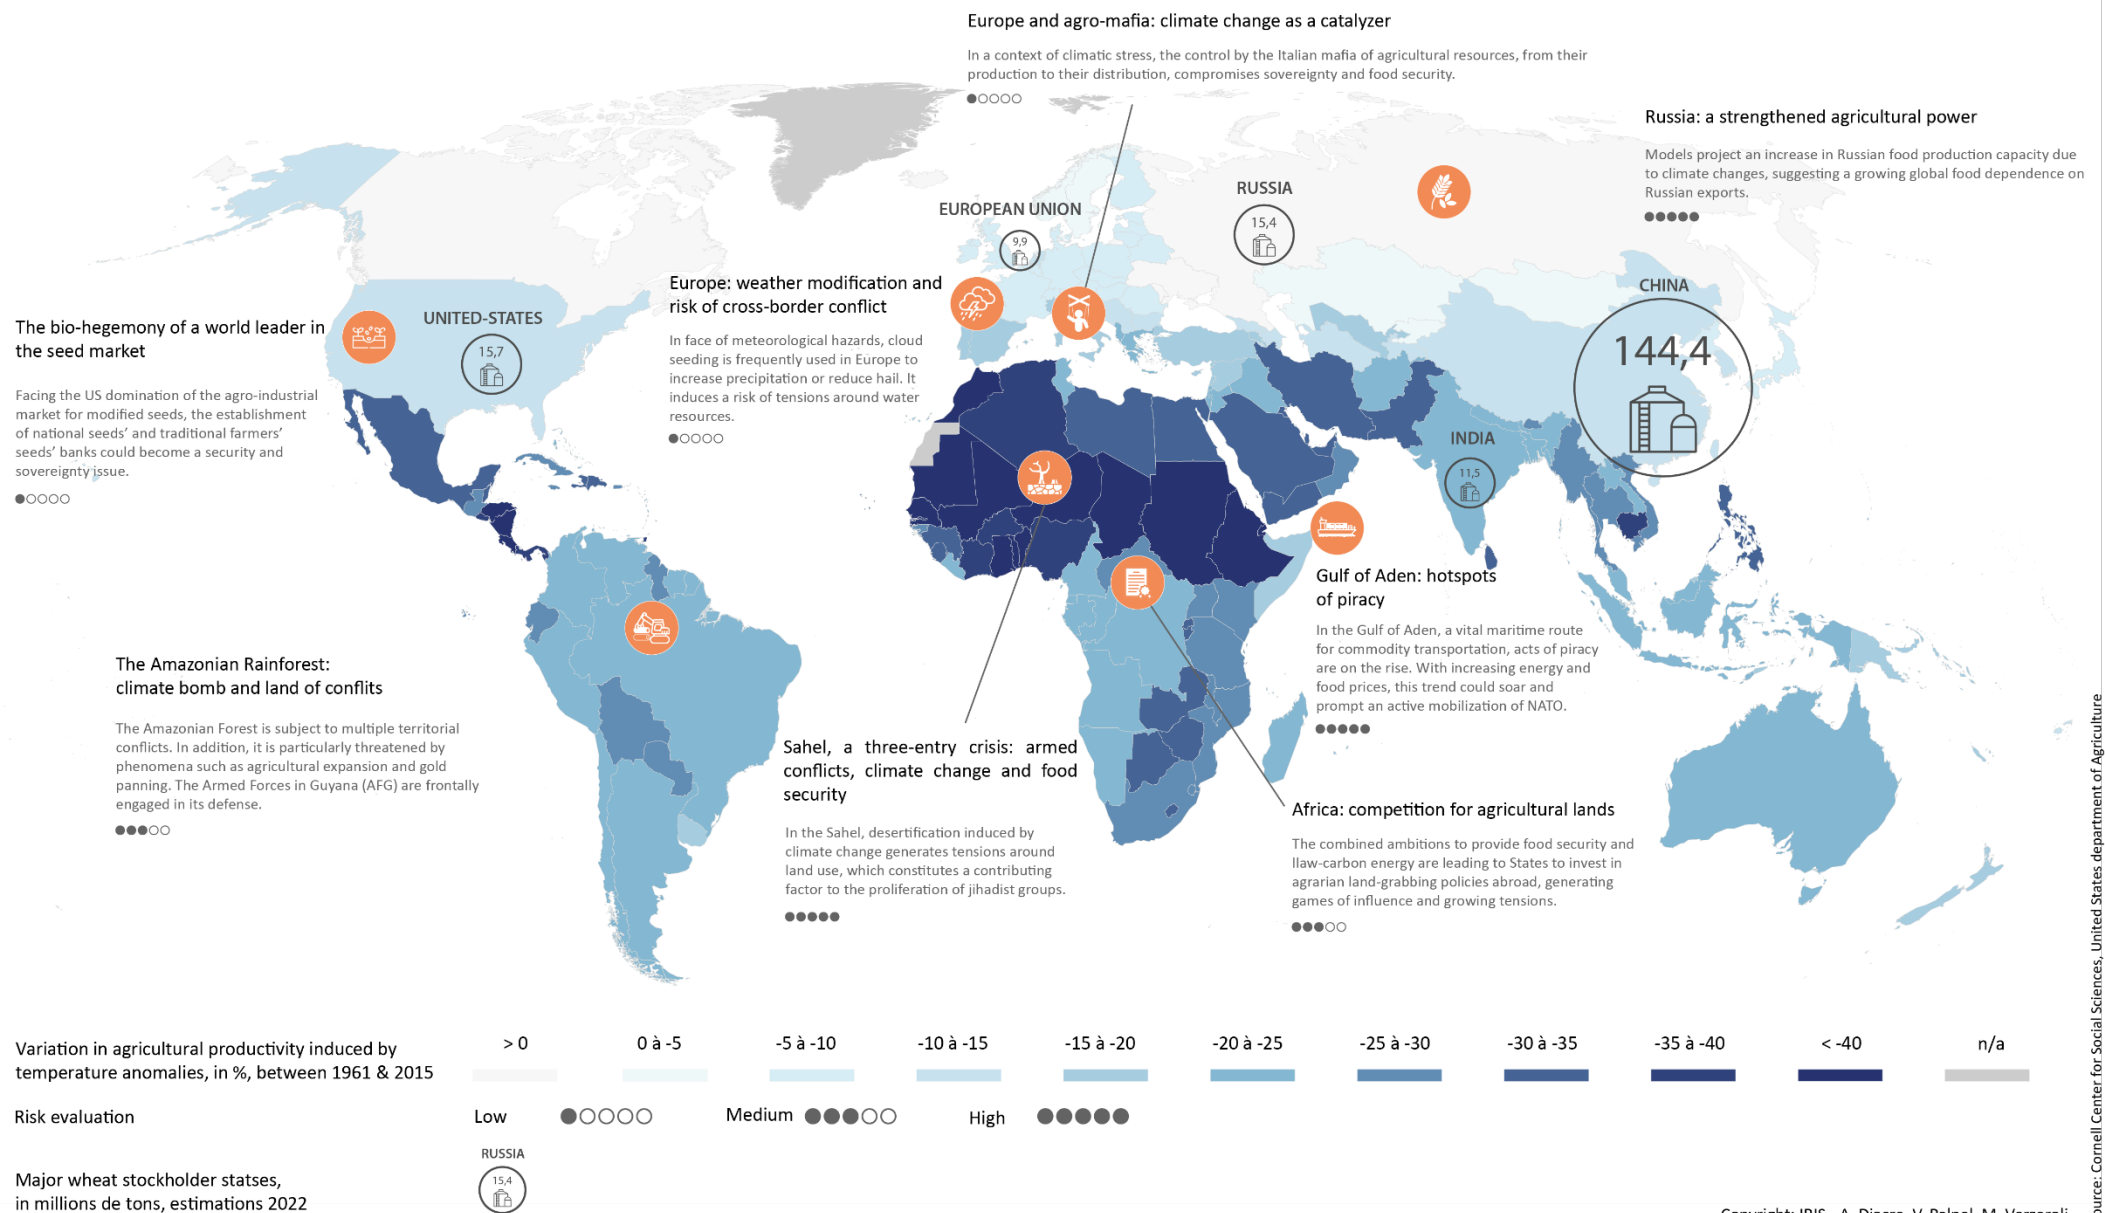 Europe and agro-mafia: climate change as a catalyzer
In a context of climatic stress, the control by the Italian mafia of agricultural resources, from their
production to their distribution, compromises sovereignty and food security.
Russia: a strengthened agricultural power
Models project an increase in Russian food production capacity due
to climate changes, suggesting a growing global food dependence on
Russian exports.
RUSSIA
15,4
EUROPEAN UNION
9,9
Europe: weather modification and
risk of cross-border conflict
In face of meteorological hazards, cloud
seeding is frequently used in Europe to
increase precipitation or reduce hail. It
induces a risk of tensions around water
resources.
CHINA
144,4
UNITED-STATES
15,7
The bio-hegemony of a world leader in
the seed market
Facing the US domination of the agro-industrial
market for modified seeds, the establishment
of national seeds' and traditional farmers'
seeds' banks could become a security and
sovereignty issue.
INDIA
11,5
Gulf of Aden: hotspots
of piracy
In the Gulf of Aden, a vital maritime route
for commodity transportation, acts of piracy
are on the rise. With increasing energy and
food prices, this trend could soar and
prompt an active mobilization of NATO.
The Amazonian Rainforest:
climate bomb and land of conflits
The Amazonian Forest is subject to multiple territorial
conflicts. In addition, it is particularly threatened by
phenomena such as agricultural expansion and gold
panning. The Armed Forces in Guyana (AFG) are frontally
engaged in its defense.
Sahel, a three-entry crisis: armed
conflicts, climate change and food
security
In the Sahel, desertification induced by
climate change generates tensions around
land use, which constitutes a contributing
factor to the proliferation of jihadist groups.
Africa: competition for agricultural lands
The combined ambitions to provide food security and
llaw-carbon energy are leading to States to invest in
agrarian land-grabbing policies abroad, generating
games of influence and growing tensions.
Variation in agricultural productivity induced by
temperature anomalies, in %, between 1961 & 2015
> 0
0 à -5
-5 à -10
-10 à -15
-15 à -20
-20 à -25
-25 à -30
-30 à -35
-35 à -40
< -40
n/a
Risk evaluation
Low
Medium
High
Major wheat stockholder statses,
in millions de tons, estimations 2022
RUSSIA
15,4
ource: Cornell Center for Social Sciences, United States department of Agriculture